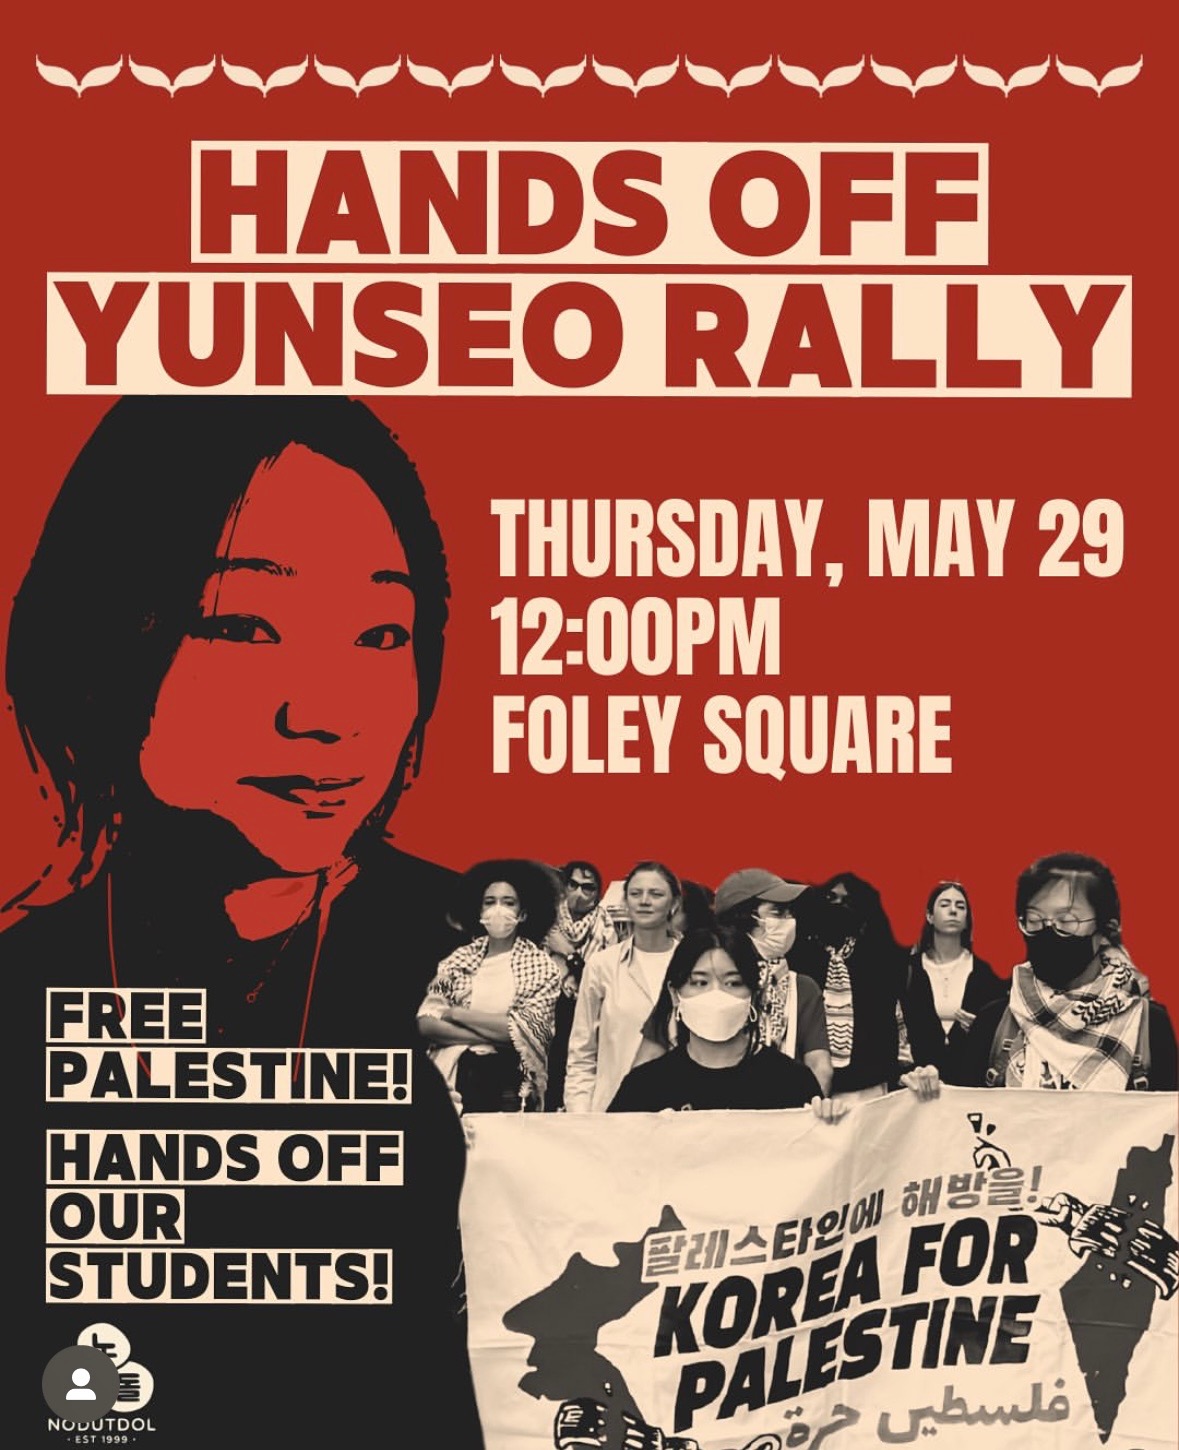 HANDS OFF
YUNSEO RALLY
THURSDAY, MAY 29
12:00PM
FOLEY SQUARE
FREE
PALESTINE!
HANDS OFF
OUR
STUDENTS!
팔레스타인에 해방을!
KOREA FOR
PALESTINE
فلسطين حرة
NODUTDOL
· EST 1999 ·